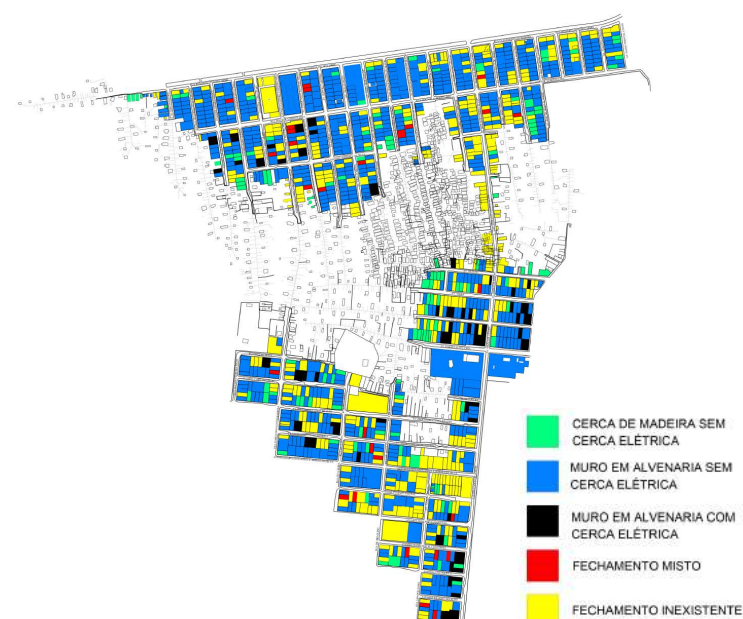 CERCA DE MADEIRA SEM
CERCA ELÉTRICA
MURO EM ALVENARIA SEM
CERCA ELÉTRICA
MURO EM ALVENARIA COM
CERCA ELÉTRICA
FECHAMENTO MISTO
FECHAMENTO INEXISTENTE